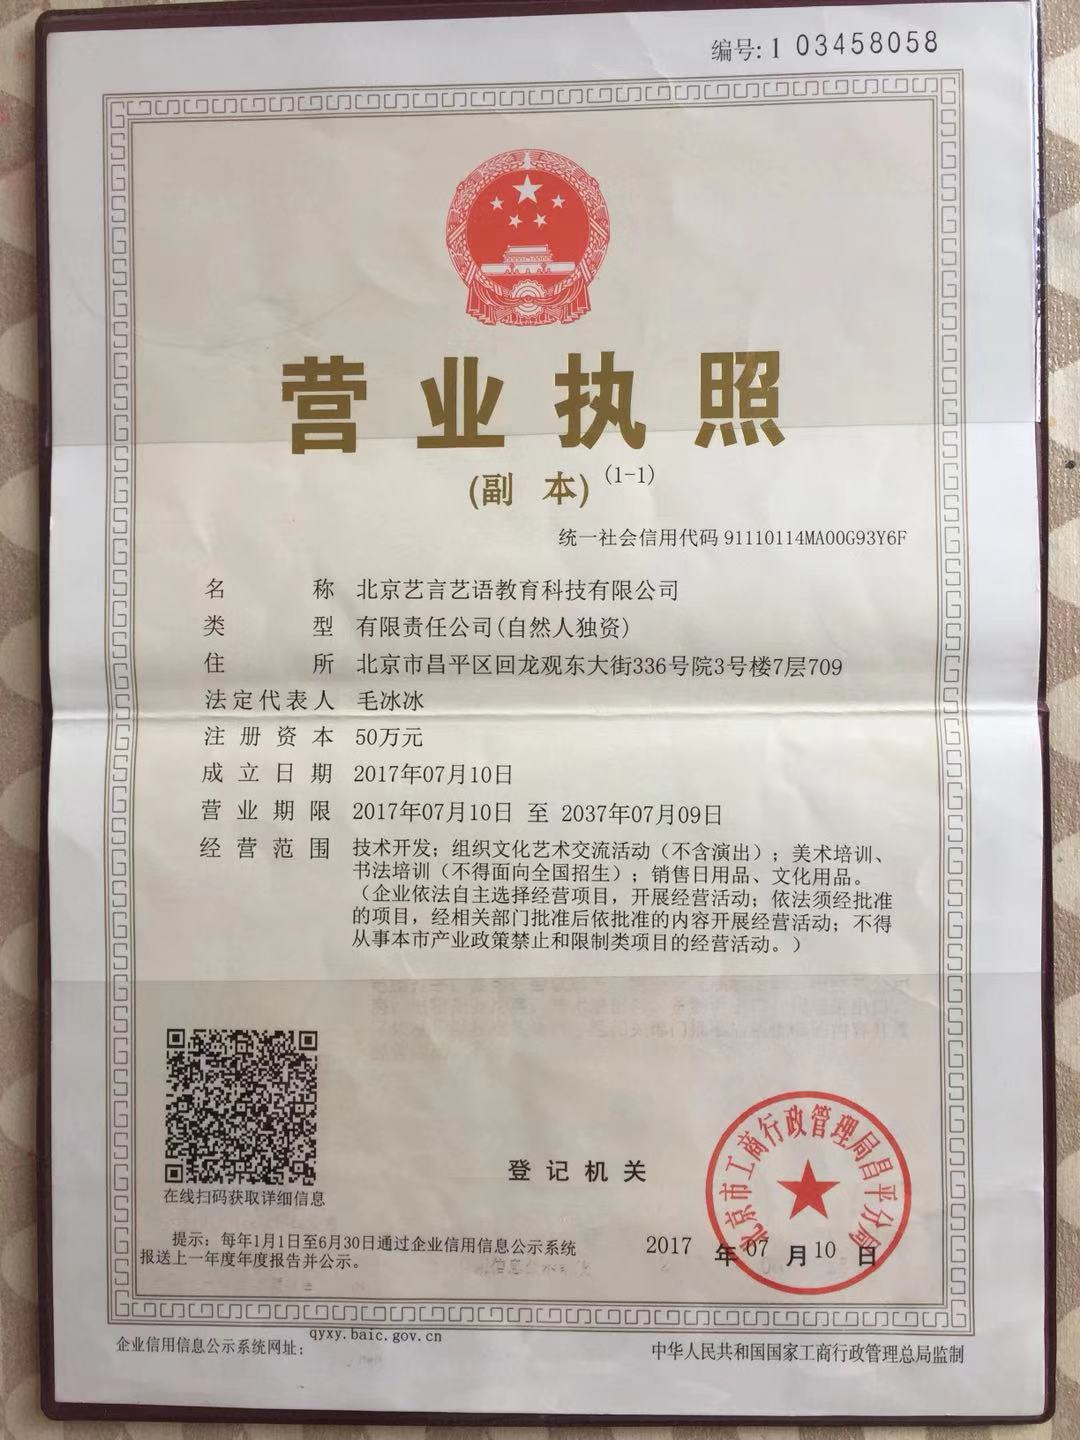 编号: 1 03458058
营业执照
(副 本) (1-1)
统一社会信用代码 91110114MA00G93Y6F
名称 北京艺言艺语教育科技有限公司
类型 有限责任公司(自然人独资)
住所 北京市昌平区回龙观东大街336号院3号楼7层709
法定代表人 毛冰冰
注册资本 50万元
成立日期 2017年07月10日
营业期限 2017年07月10日 至 2037年07月09日
经营范围 技术开发；组织文化艺术交流活动（不含演出）；美术培训、
书法培训（不得面向全国招生）；销售日用品、文化用品。
（企业依法自主选择经营项目，开展经营活动；依法须经批准
的项目，经相关部门批准后依批准的内容开展经营活动；不得
从事本市产业政策禁止和限制类项目的经营活动。）
在线扫码获取详细信息
登记机关
北京市工商行政管理局昌平分局
2017 年 07 月 10 日
提示：每年1月1日至6月30日通过企业信用信息公示系统
报送上一年度年度报告并公示。
企业信用信息公示系统网址： qyxy.baic.gov.cn
中华人民共和国国家工商行政管理总局监制